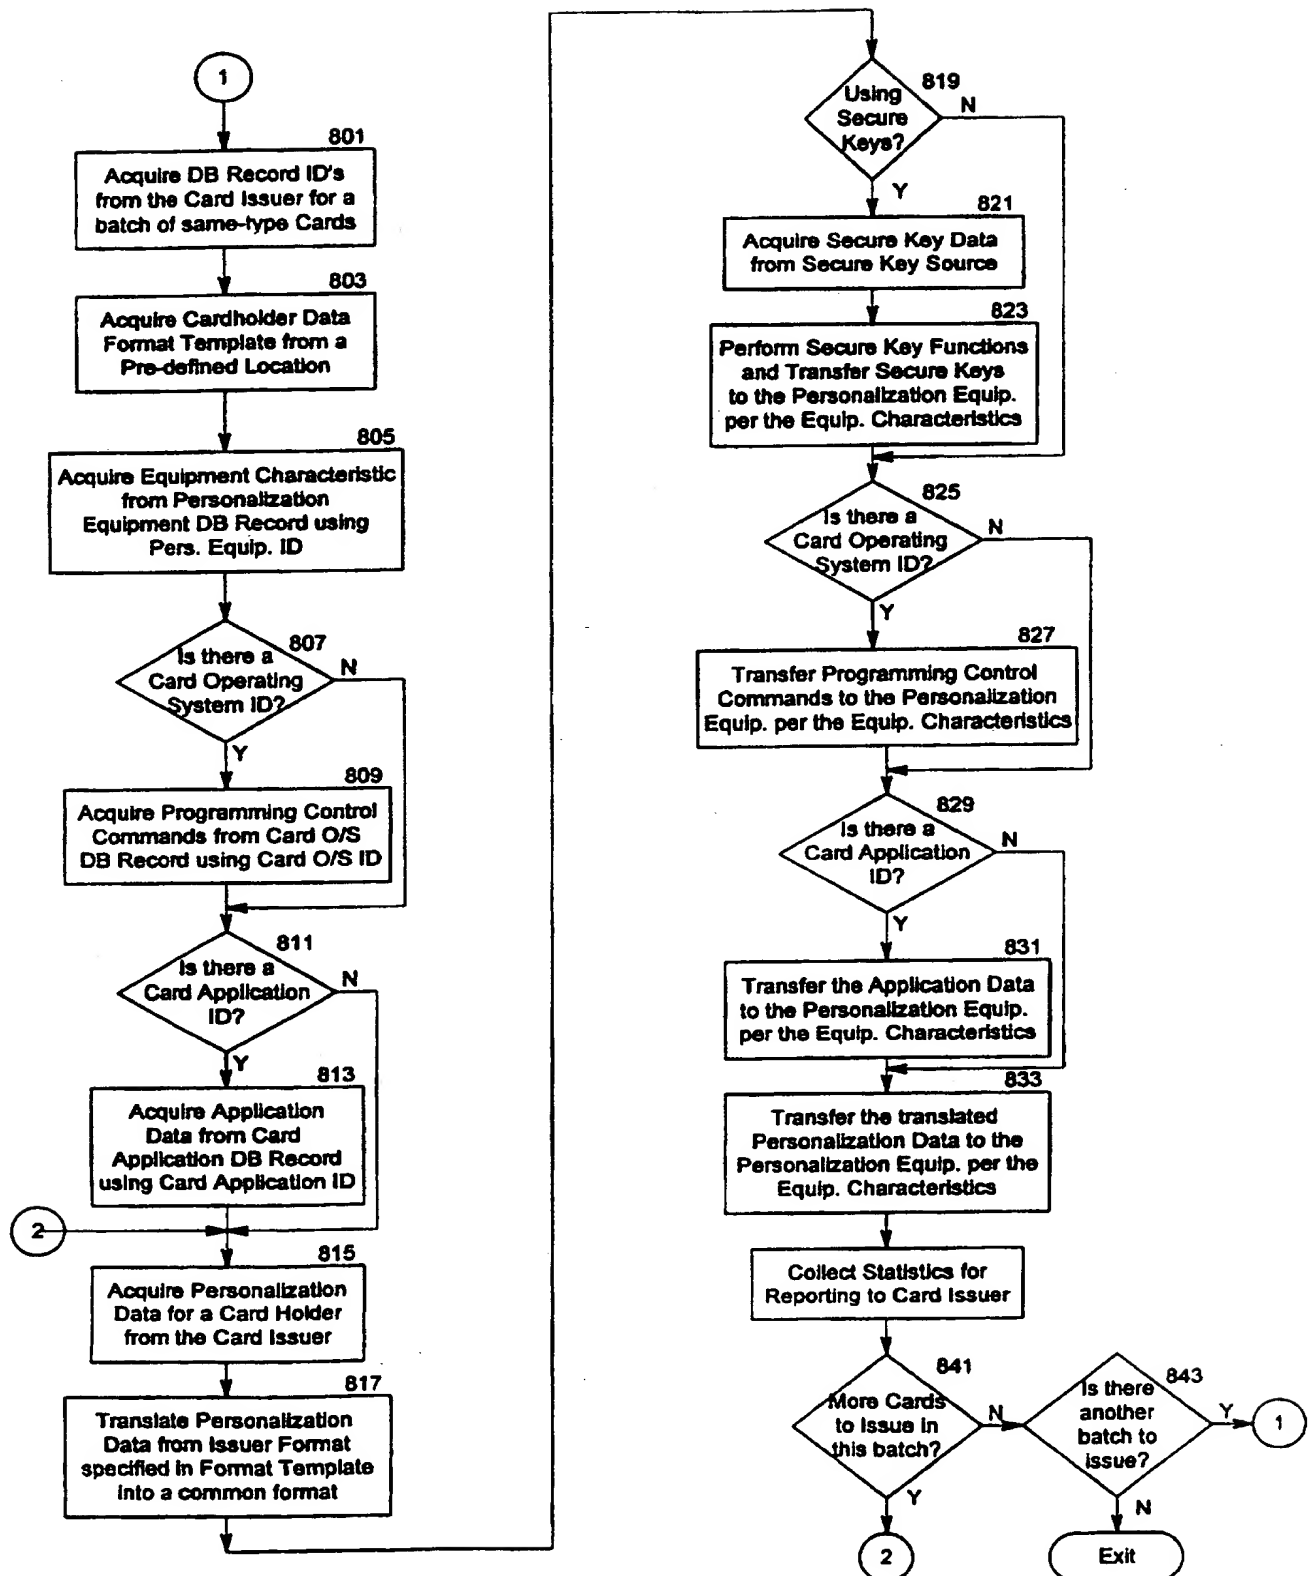 1
801
Acquire DB Record ID's
from the Card Issuer for a
batch of same-type Cards
803
Acquire Cardholder Data
Format Template from a
Pre-defined Location
805
Acquire Equipment Characteristic
from Personalization
Equipment DB Record using
Pers. Equip. ID
807
Is there a
Card Operating
System ID?
N
Y
809
Acquire Programming Control
Commands from Card O/S
DB Record using Card O/S ID
811
Is there a
Card Application
ID?
N
Y
813
Acquire Application
Data from Card
Application DB Record
using Card Application ID
2
815
Acquire Personalization
Data for a Card Holder
from the Card Issuer
817
Translate Personalization
Data from Issuer Format
specified in Format Template
into a common format
819
Using
Secure
Keys?
N
Y
821
Acquire Secure Key Data
from Secure Key Source
823
Perform Secure Key Functions
and Transfer Secure Keys
to the Personalization Equip.
per the Equip. Characteristics
825
Is there a
Card Operating
System ID?
N
Y
827
Transfer Programming Control
Commands to the Personalization
Equip. per the Equip. Characteristics
829
Is there a
Card Application
ID?
N
Y
831
Transfer the Application Data
to the Personalization Equip.
per the Equip. Characteristics
833
Transfer the translated
Personalization Data to the
Personalization Equip. per the
Equip. Characteristics
Collect Statistics for
Reporting to Card Issuer
841
More Cards
to Issue in
this batch?
N
Y
2
843
Is there
another
batch to
issue?
Y
1
N
Exit